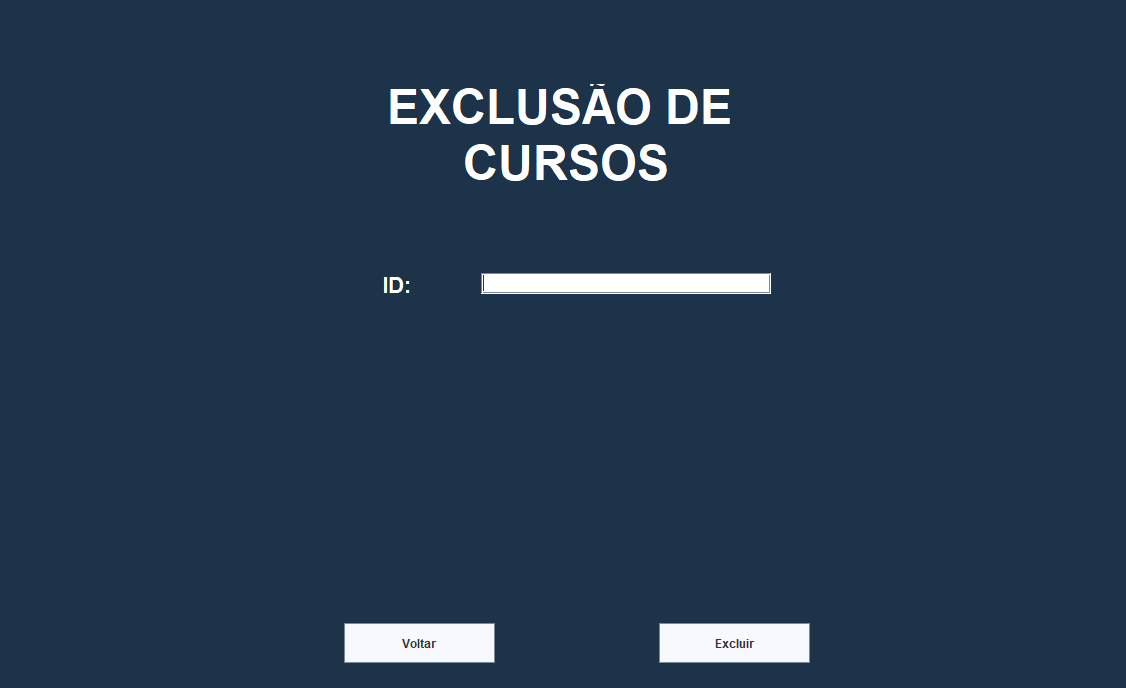 EXCLUSÃO DE
CURSOS
ID:
Voltar
Excluir